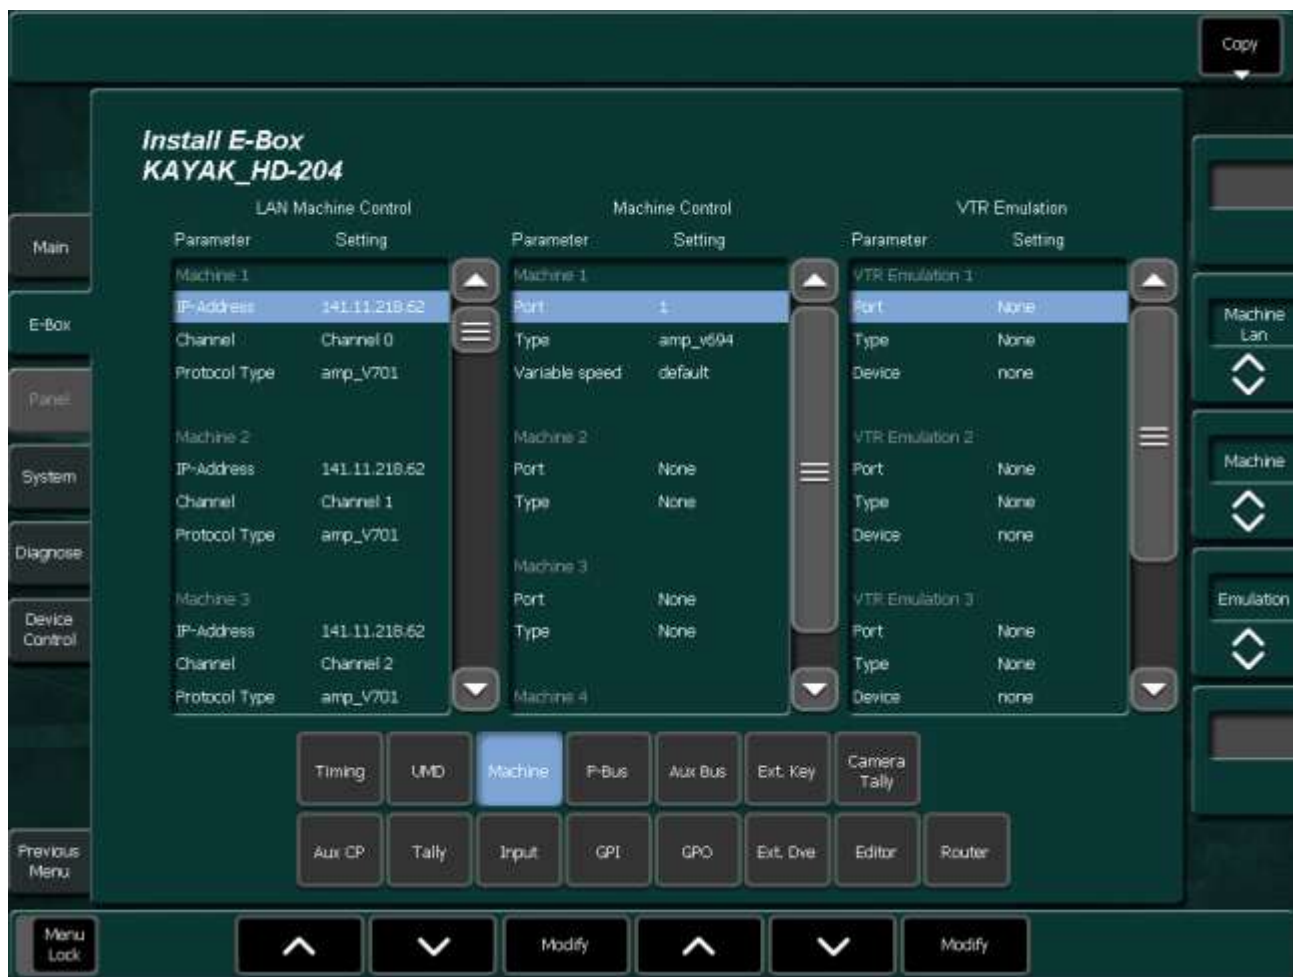 Copy
Install E-Box
KAYAK_HD-204
LAN Machine Control
Machine Control
VTR Emulation
Parameter Setting
Parameter Setting
Parameter Setting
Machine 1
IP-Address 141.11.218.62
Channel Channel 0
Protocol Type amp_V701
Machine 2
IP-Address 141.11.218.62
Channel Channel 1
Protocol Type amp_V701
Machine 3
IP-Address 141.11.218.62
Channel Channel 2
Protocol Type amp_V701
Machine 1
Port 1
Type amp_v694
Variable speed default
Machine 2
Port None
Type None
Machine 3
Port None
Type None
Machine 4
VTR Emulation 1
Port None
Type None
Device none
VTR Emulation 2
Port None
Type None
Device none
VTR Emulation 3
Port None
Type None
Device none
Main
E-Box
Panel
System
Diagnose
Device
Control
Previous
Menu
Machine
Lan
Machine
Emulation
Timing
UMD
Machine
P-Bus
Aux Bus
Ext. Key
Camera
Tally
Aux CP
Tally
Input
GPI
GPO
Ext. Dve
Editor
Router
Menu
Lock
Modify
Modify